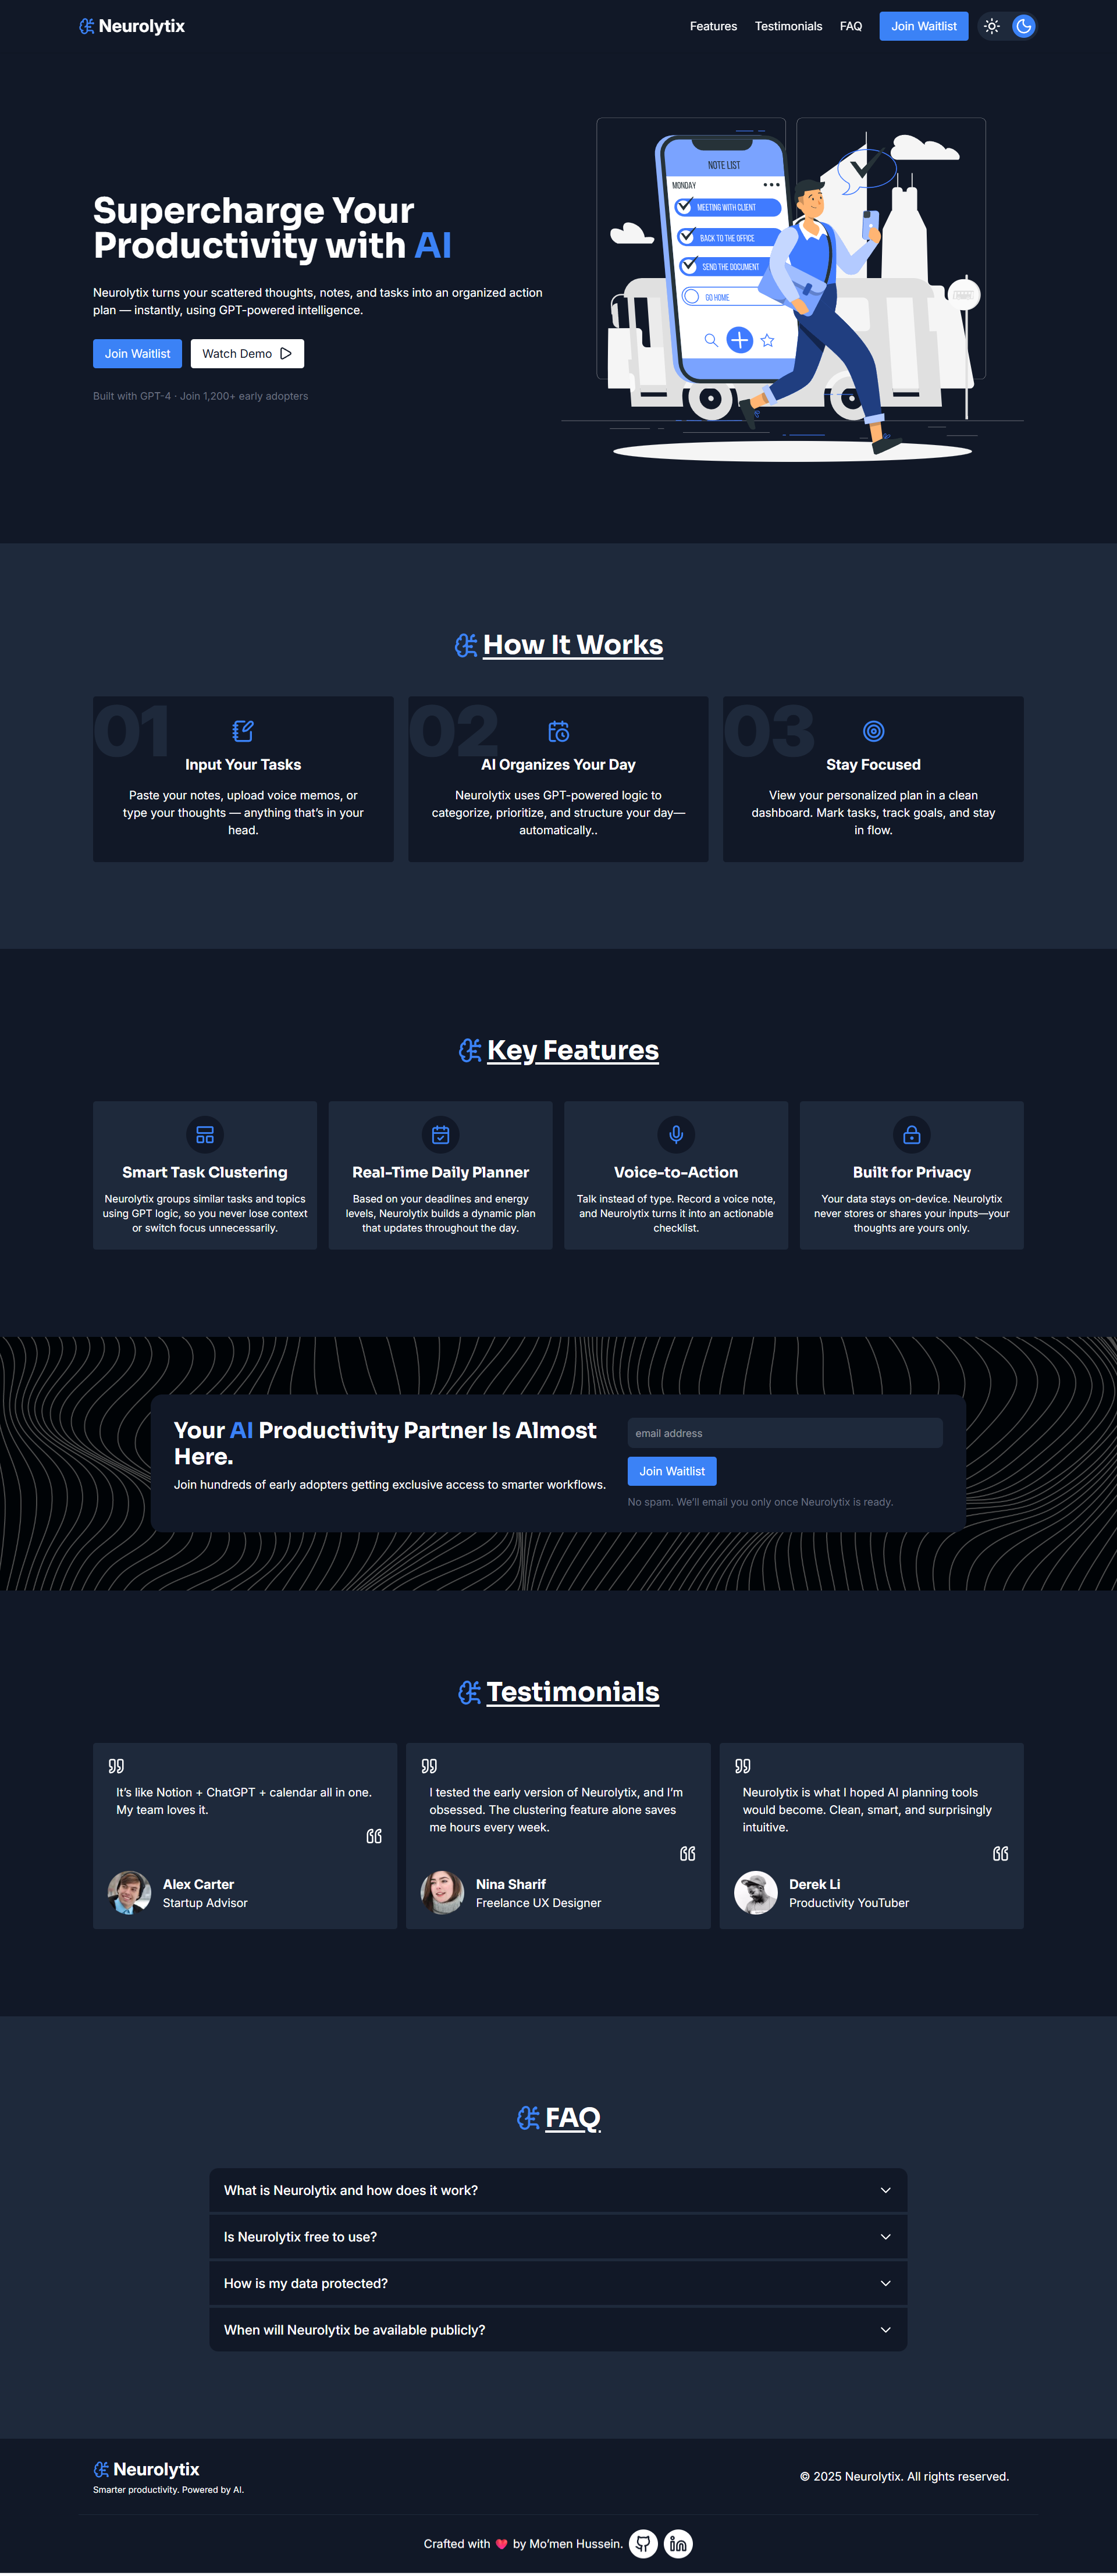 Neurolytix
Features
Testimonials
FAQ
Join Waitlist
Supercharge Your
Productivity with AI
Neurolytix turns your scattered thoughts, notes, and tasks into an organized action
plan — instantly, using GPT-powered intelligence.
Join Waitlist
Watch Demo
Built with GPT-4 · Join 1,200+ early adopters
NOTE LIST
MONDAY
MEETING WITH CLIENT
BACK TO THE OFFICE
SEND THE DOCUMENT
GO HOME
How It Works
01
Input Your Tasks
Paste your notes, upload voice memos, or
type your thoughts — anything that’s in your
head.
02
AI Organizes Your Day
Neurolytix uses GPT-powered logic to
categorize, prioritize, and structure your day—
automatically..
03
Stay Focused
View your personalized plan in a clean
dashboard. Mark tasks, track goals, and stay
in flow.
Key Features
Smart Task Clustering
Neurolytix groups similar tasks and topics
using GPT logic, so you never lose context
or switch focus unnecessarily.
Real-Time Daily Planner
Based on your deadlines and energy
levels, Neurolytix builds a dynamic plan
that updates throughout the day.
Voice-to-Action
Talk instead of type. Record a voice note,
and Neurolytix turns it into an actionable
checklist.
Built for Privacy
Your data stays on-device. Neurolytix
never stores or shares your inputs—your
thoughts are yours only.
Your AI Productivity Partner Is Almost
Here.
Join hundreds of early adopters getting exclusive access to smarter workflows.
email address
Join Waitlist
No spam. We’ll email you only once Neurolytix is ready.
Testimonials
It’s like Notion + ChatGPT + calendar all in one.
My team loves it.
Alex Carter
Startup Advisor
I tested the early version of Neurolytix, and I’m
obsessed. The clustering feature alone saves
me hours every week.
Nina Sharif
Freelance UX Designer
Neurolytix is what I hoped AI planning tools
would become. Clean, smart, and surprisingly
intuitive.
Derek Li
Productivity YouTuber
FAQ
What is Neurolytix and how does it work?
Is Neurolytix free to use?
How is my data protected?
When will Neurolytix be available publicly?
Neurolytix
Smarter productivity. Powered by AI.
© 2025 Neurolytix. All rights reserved.
Crafted with ❤️ by Mo’men Hussein.